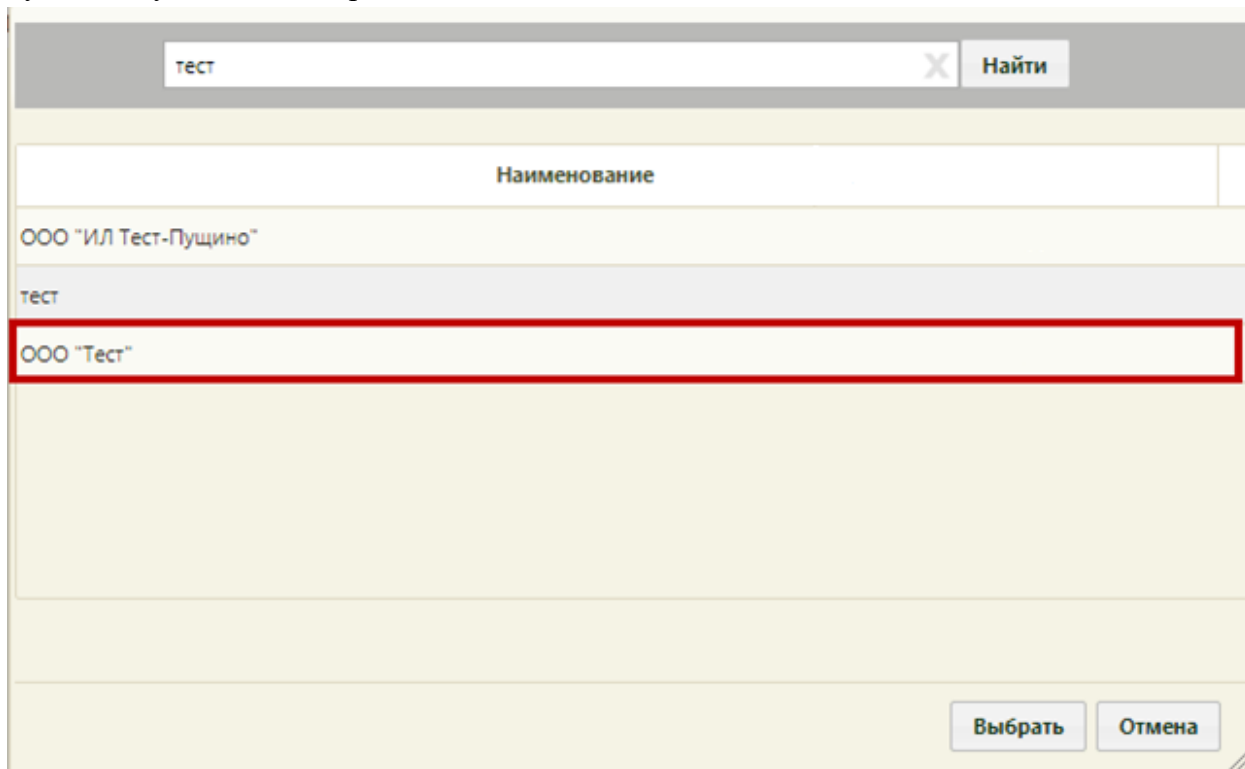 тест
Найти
Наименование
ООО "ИЛ Тест-Пущино"
тест
ООО "Тест"
Выбрать Отмена